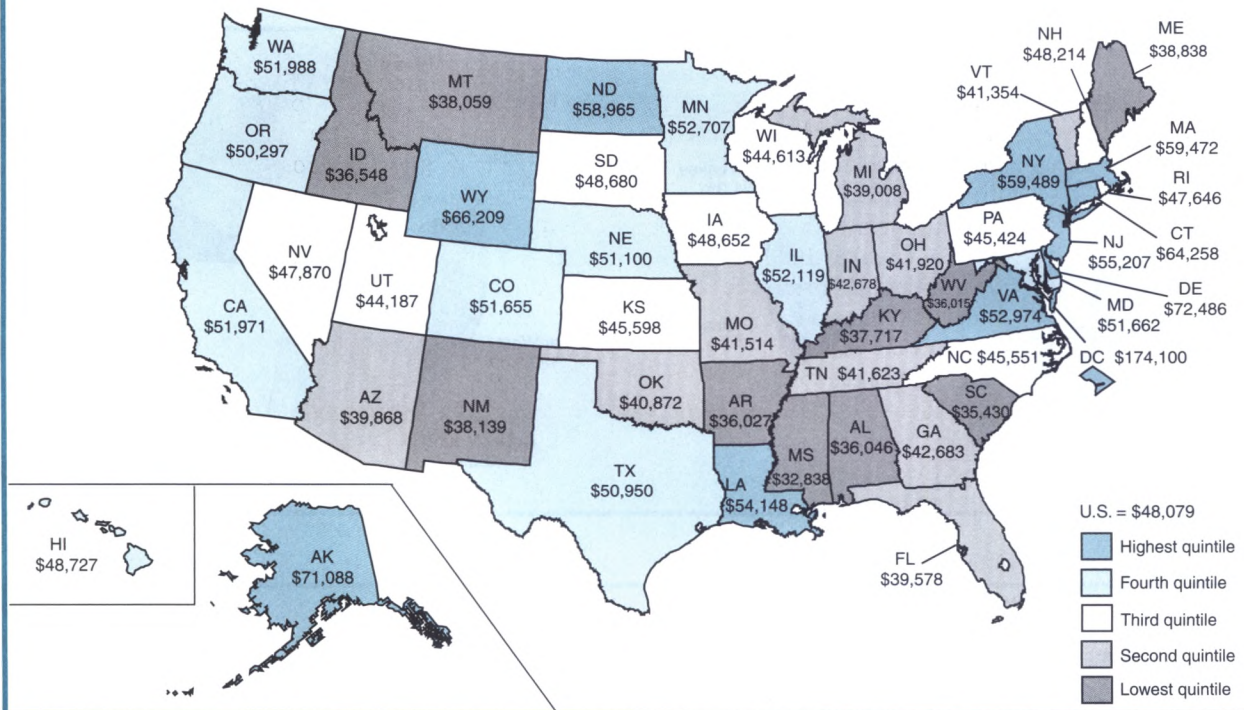 WA
$51,988
OR
$50,297
CA
$51,971
ID
$36,548
NV
$47,870
MT
$38,059
WY
$66,209
UT
$44,187
AZ
$39,868
CO
$51,655
NM
$38,139
ND
$58,965
SD
$48,680
NE
$51,100
KS
$45,598
OK
$40,872
TX
$50,950
MN
$52,707
IA
$48,652
MO
$41,514
AR
$36,027
LA
$54,148
WI
$44,613
IL
$52,119
MI
$39,008
IN
$42,678
OH
$41,920
KY
$37,717
TN $41,623
MS
$32,838
AL
$36,046
GA
$42,683
FL
$39,578
SC
$35,430
NC $45,551
WV
$36,015
VA
$52,974
PA
$45,424
NY
$59,489
VT
$41,354
NH
$48,214
ME
$38,838
MA
$59,472
RI
$47,646
CT
$64,258
NJ
$55,207
DE
$72,486
MD
$51,662
DC $174,100
HI
$48,727
AK
$71,088
U.S. = $48,079
Highest quintile
Fourth quintile
Third quintile
Second quintile
Lowest quintile